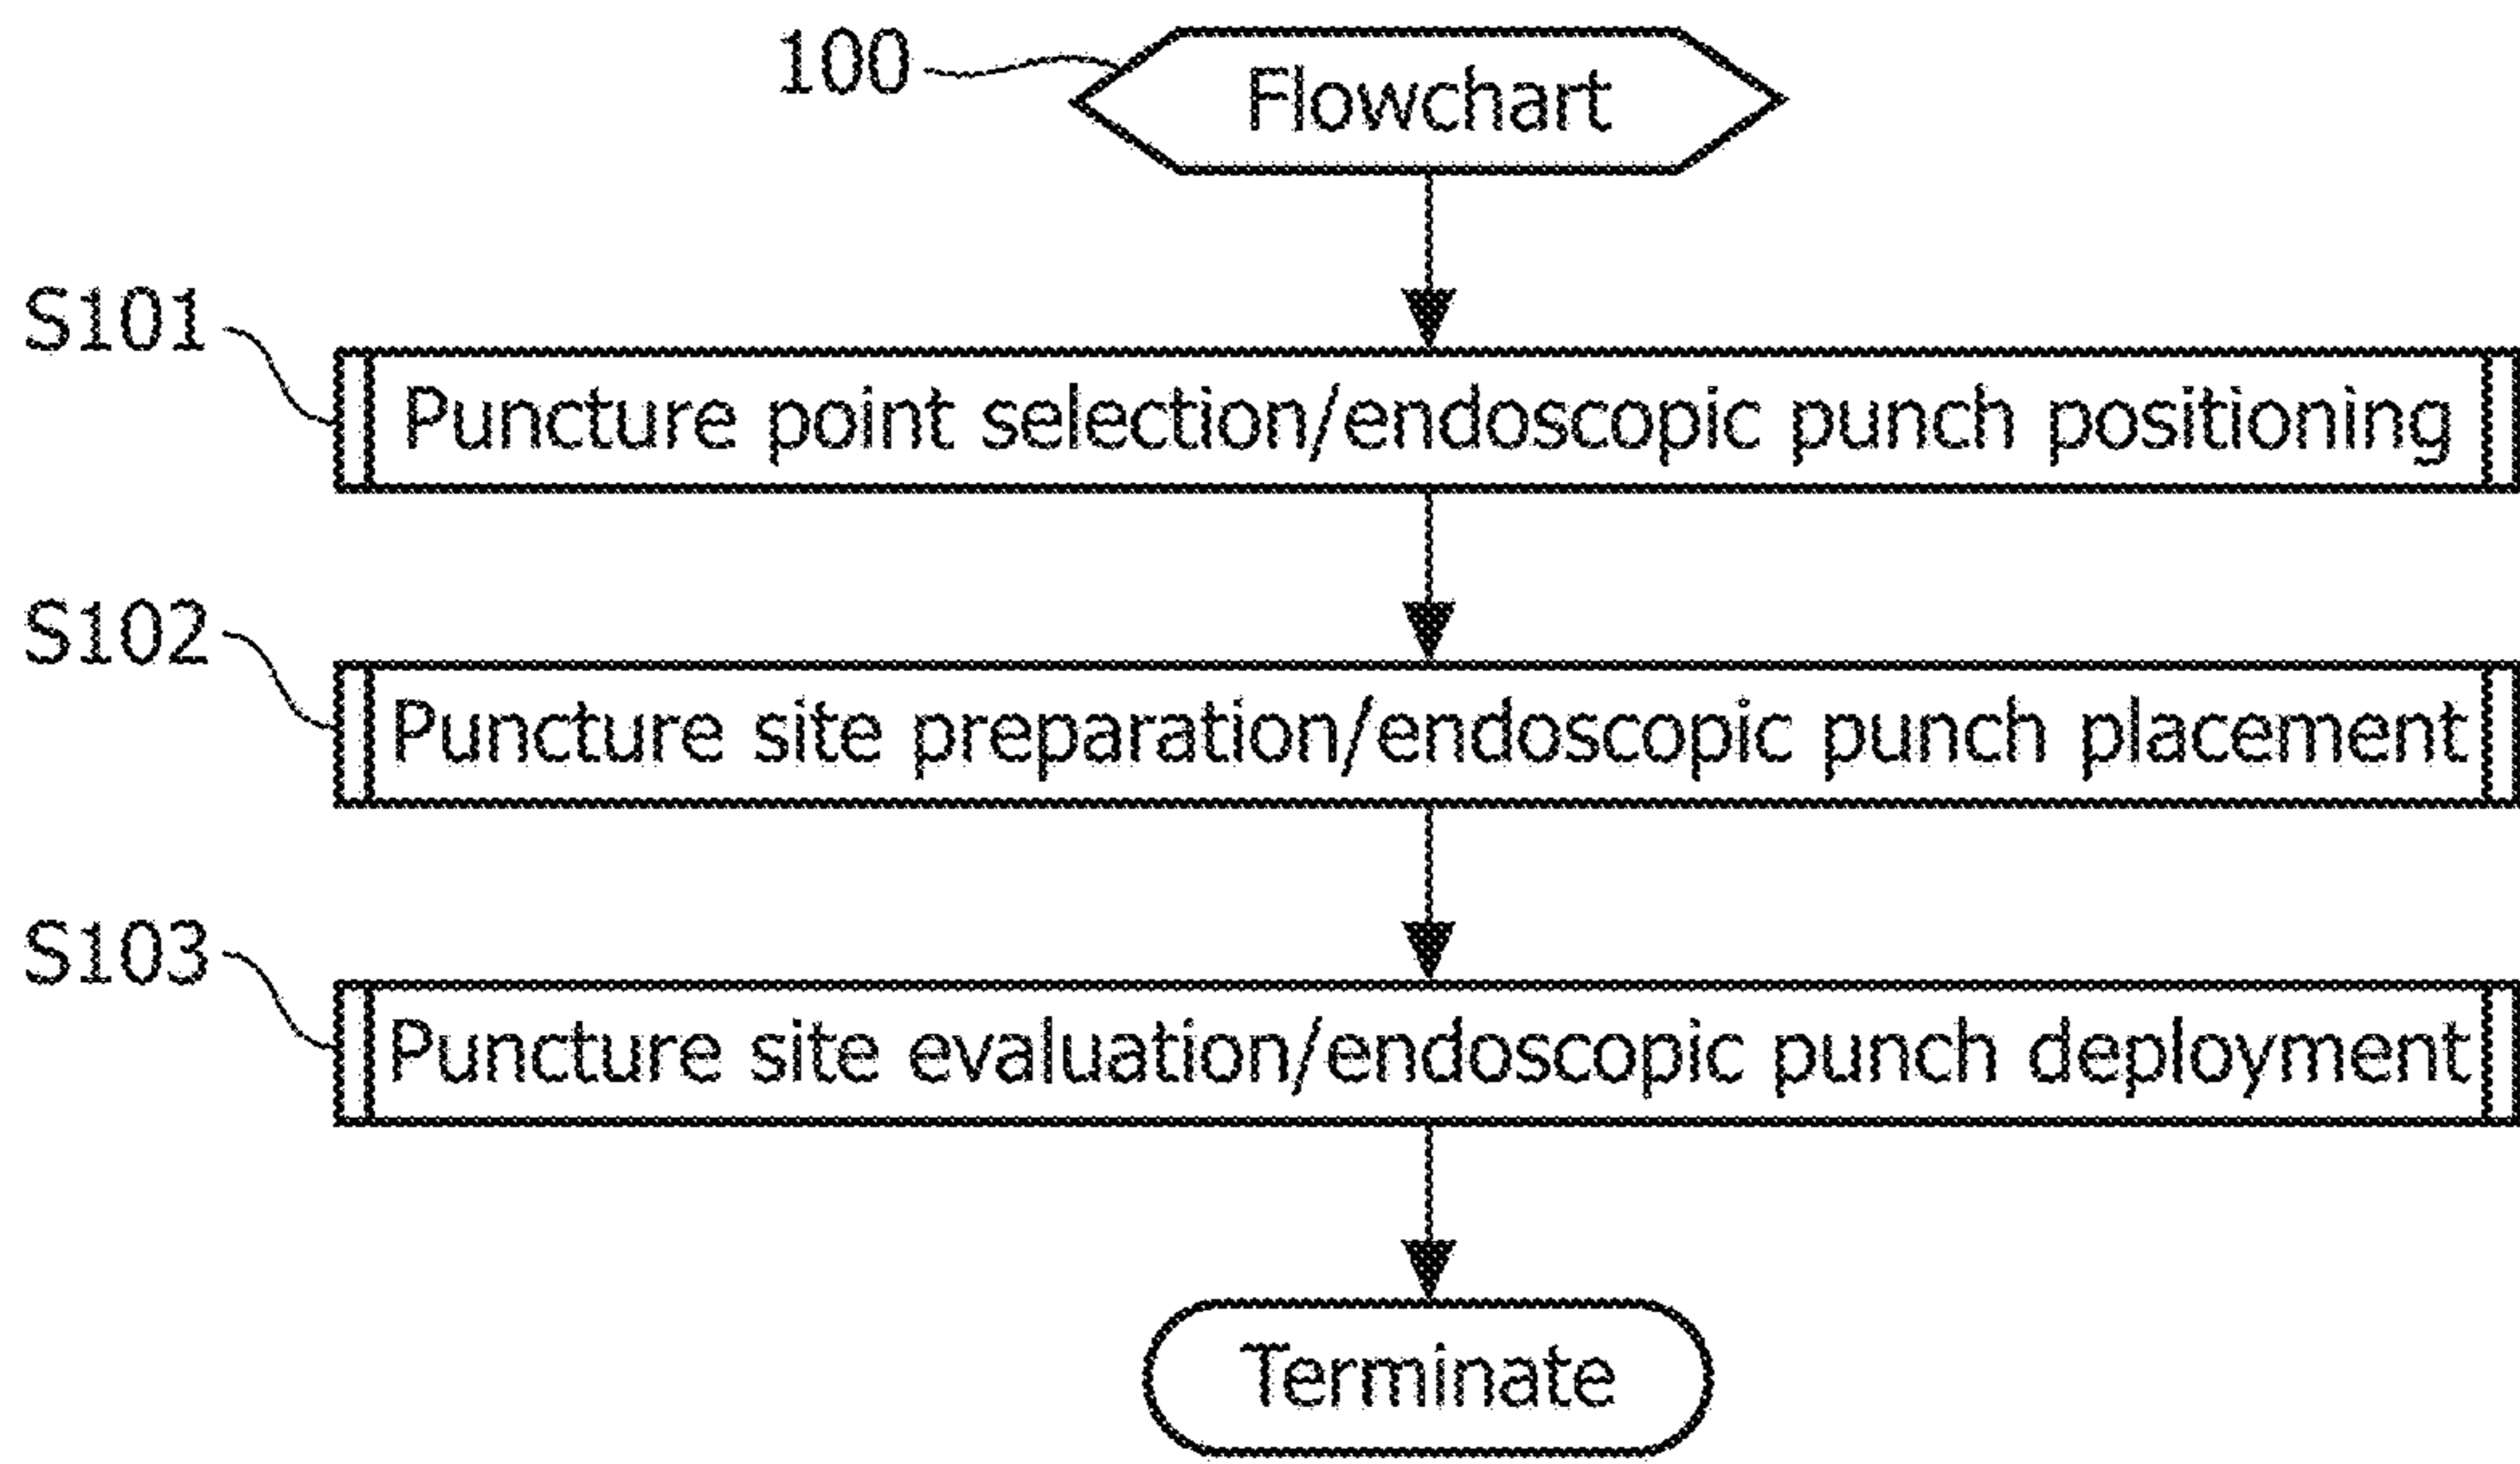 100
Flowchart
S101
Puncture point selection/endoscopic punch positioning
S102
Puncture site preparation/endoscopic punch placement
S103
Puncture site evaluation/endoscopic punch deployment
Terminate